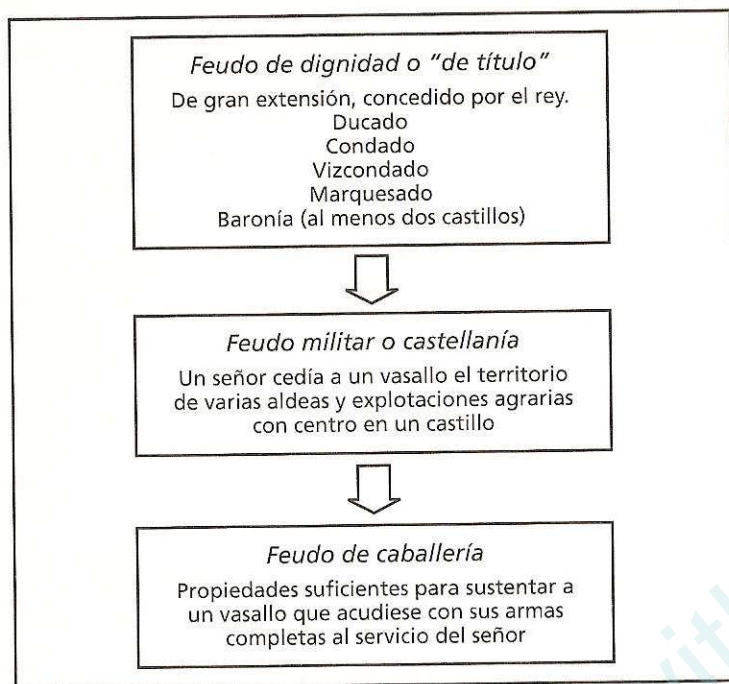 Feudo de dignidad o "de título"
De gran extensión, concedido por el rey.
Ducado
Condado
Vizcondado
Marquesado
Baronía (al menos dos castillos)
Feudo militar o castellanía
Un señor cedía a un vasallo el territorio
de varias aldeas y explotaciones agrarias
con centro en un castillo
Feudo de caballería
Propiedades suficientes para sustentar a
un vasallo que acudiese con sus armas
completas al servicio del señor